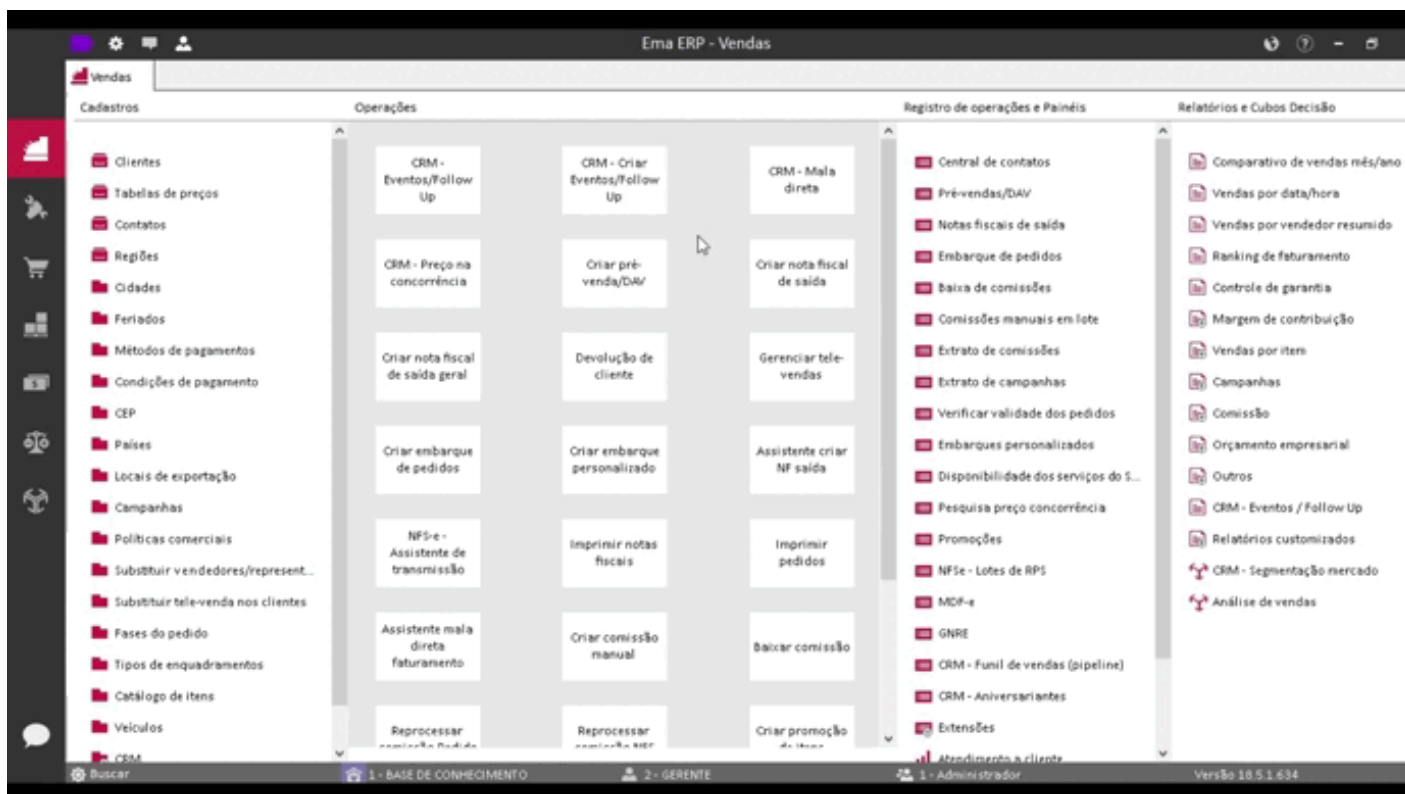 Ema ERP - Vendas
Vendas
Cadastros
Operações
Registro de operações e Painéis
Relatórios e Cubos Decisão
Clientes
Tabelas de preços
Contatos
Regiões
Cidades
Feriados
Métodos de pagamentos
Condições de pagamento
CEP
Países
Locais de exportação
Campanhas
Políticas comerciais
Substituir vendedores/represent...
Substituir tele-venda nos clientes
Fases do pedido
Tipos de enquadramentos
Catálogo de itens
Veículos
CRM
CRM -
Eventos/Follow
Up
CRM - Criar
Eventos/Follow
Up
CRM - Mala
direta
CRM - Preço na
concorrência
Criar pré-
venda/DAV
Criar nota fiscal
de saída
Criar nota fiscal
de saída geral
Devolução de
cliente
Gerenciar tele-
vendas
Criar embarque
de pedidos
Criar embarque
personalizado
Assistente criar
NF saída
NFS-e -
Assistente de
transmissão
Imprimir notas
fiscais
Imprimir
pedidos
Assistente mala
direta
faturamento
Criar comissão
manual
Baixar comissão
Reprocessar
comissão Pedido
Reprocessar
comissão NFS
Criar promoção
de itens
Central de contatos
Pré-vendas/DAV
Notas fiscais de saída
Embarque de pedidos
Baixa de comissões
Comissões manuais em lote
Extrato de comissões
Extrato de campanhas
Verificar validade dos pedidos
Embarques personalizados
Disponibilidade dos serviços do S...
Pesquisa preço concorrência
Promoções
NFSe - Lotes de RPS
MDF-e
GNRE
CRM - Funil de vendas (pipeline)
CRM - Aniversariantes
Extensões
Atendimento a cliente
Comparativo de vendas mês/ano
Vendas por data/hora
Vendas por vendedor resumido
Ranking de faturamento
Controle de garantia
Margem de contribuição
Vendas por item
Campanhas
Comissão
Orçamento empresarial
Outros
CRM - Eventos / Follow Up
Relatórios customizados
CRM - Segmentação mercado
Análise de vendas
Buscar
1 - BASE DE CONHECIMENTO
2 - GERENTE
1 - Administrador
Versão 18.5.1.634